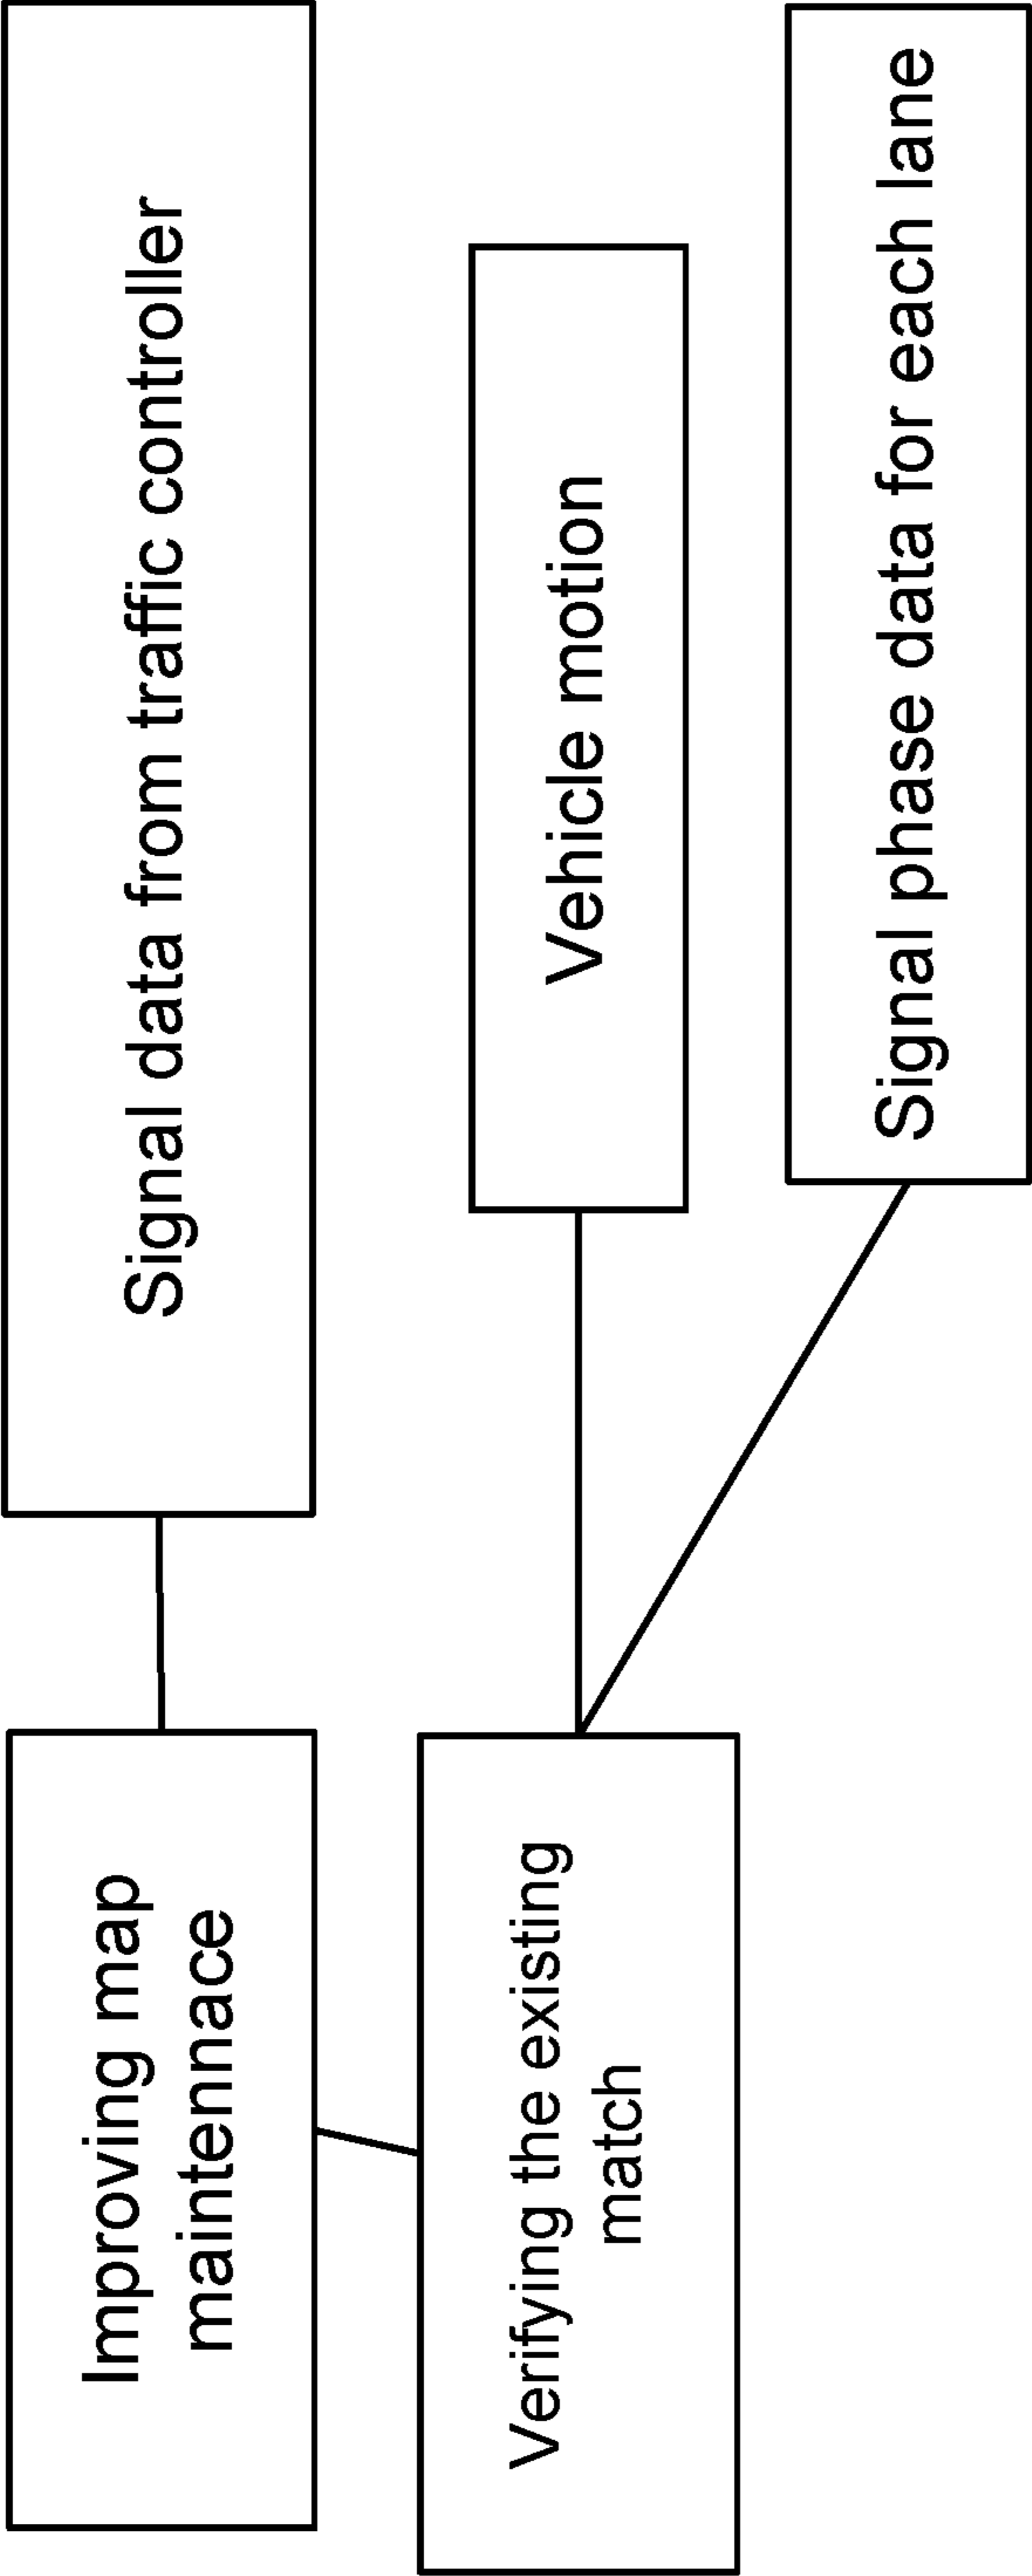 Improving map
maintennace
Signal data from traffic controller
Verifying the existing
match
Vehicle motion
Signal phase data for each lane